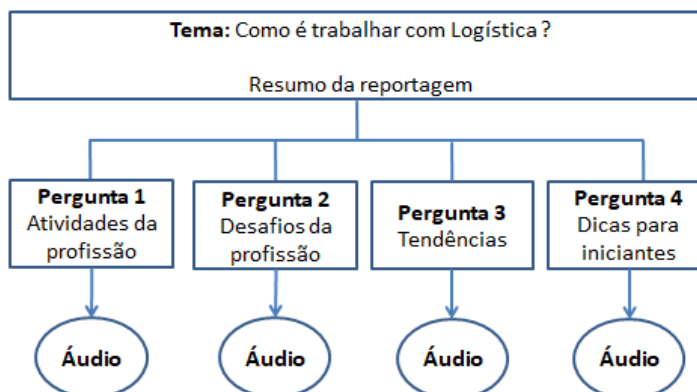 Tema: Como é trabalhar com Logística ?
Resumo da reportagem
Pergunta 1
Atividades da
profissão
Pergunta 2
Desafios da
profissão
Pergunta 3
Tendências
Pergunta 4
Dicas para
iniciantes
Áudio
Áudio
Áudio
Áudio